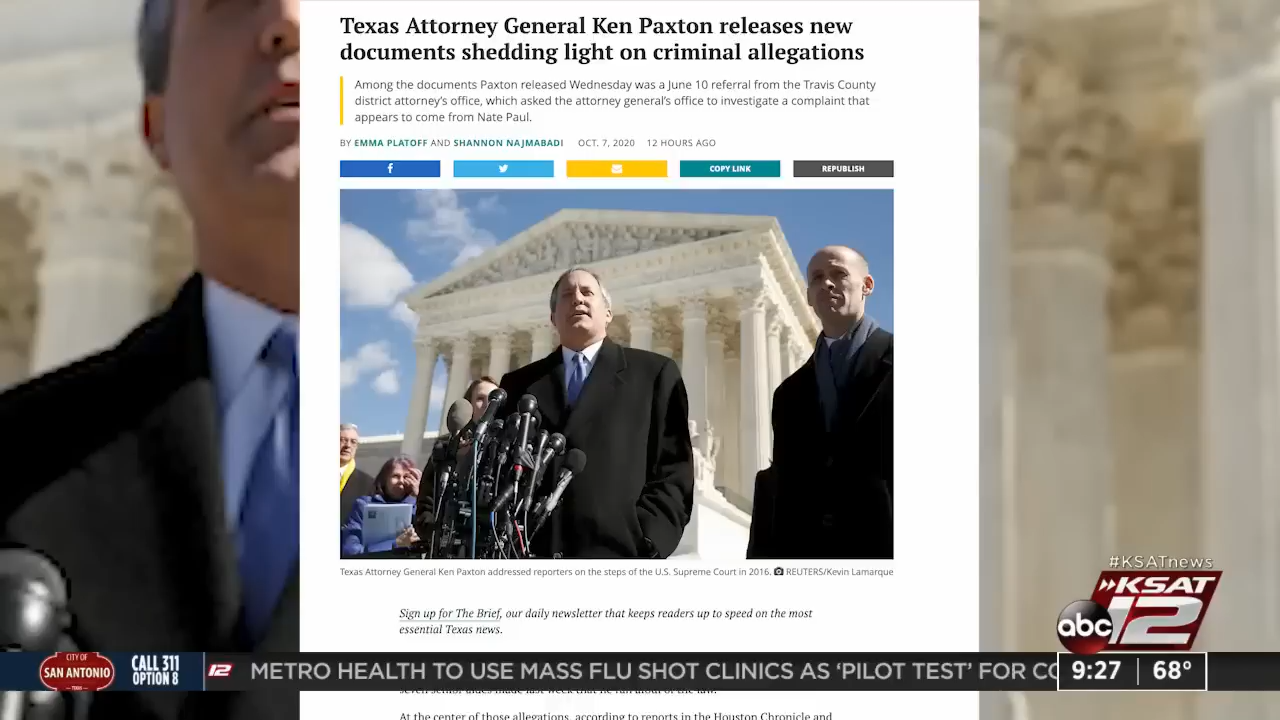 Texas Attorney General Ken Paxton releases new
documents shedding light on criminal allegations
Among the documents Paxton released Wednesday was a June 10 referral from the Travis County
district attorney's office, which asked the attorney general's office to investigate a complaint that
appears to come from Nate Paul.
BY EMMA PLATOFF AND SHANNON NAJMABADI OCT. 7, 2020 12 HOURS AGO
COPY LINK
REPUBLISH
Texas Attorney General Ken Paxton addressed reporters on the steps of the U.S. Supreme Court in 2016. REUTERS/Kevin Lamarque
Sign up for The Brief, our daily newsletter that keeps readers up to speed on the most
essential Texas news.
#KSATnews
KSAT
abc 12
CITY OF
SAN ANTONIO
TEXAS
CALL 311
OPTION 8
12 METRO HEALTH TO USE MASS FLU SHOT CLINICS AS 'PILOT TEST' FOR CO
9:27 68°
At the center of those allegations, according to reports in the Houston Chronicle and